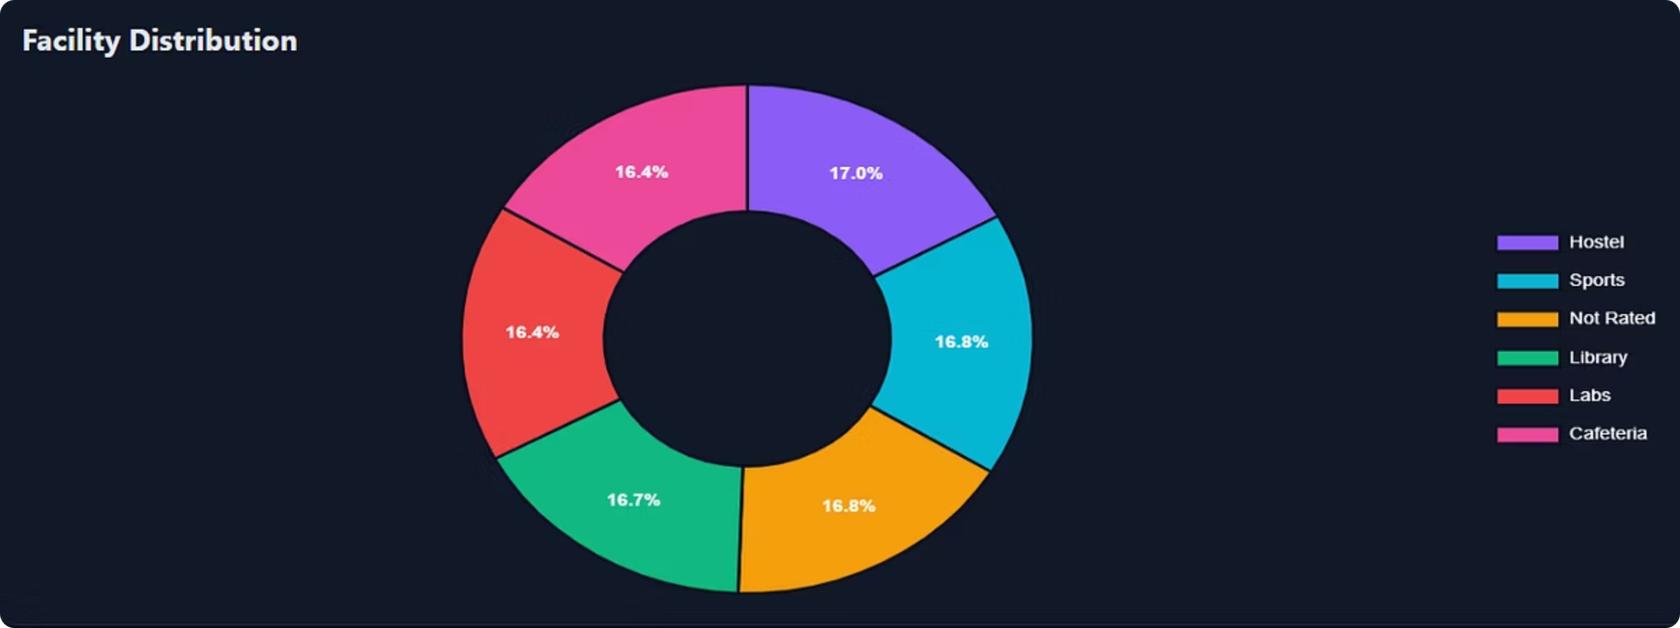 Facility Distribution
16.4%
17.0%
16.4%
16.8%
16.7%
16.8%
Hostel
Sports
Not Rated
Library
Labs
Cafeteria